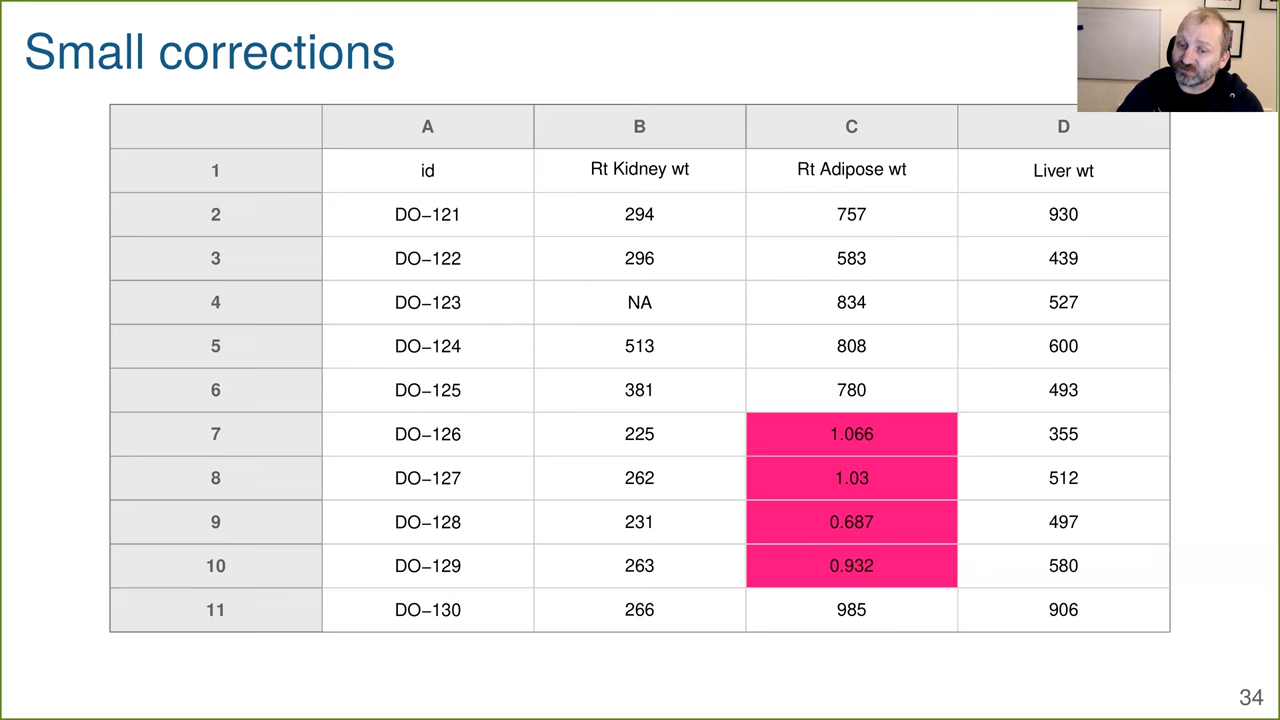 Small corrections
A B C D
1 id Rt Kidney wt Rt Adipose wt Liver wt
2 DO−121 294 757 930
3 DO−122 296 583 439
4 DO−123 NA 834 527
5 DO−124 513 808 600
6 DO−125 381 780 493
7 DO−126 225 1.066 355
8 DO−127 262 1.03 512
9 DO−128 231 0.687 497
10 DO−129 263 0.932 580
11 DO−130 266 985 906
34